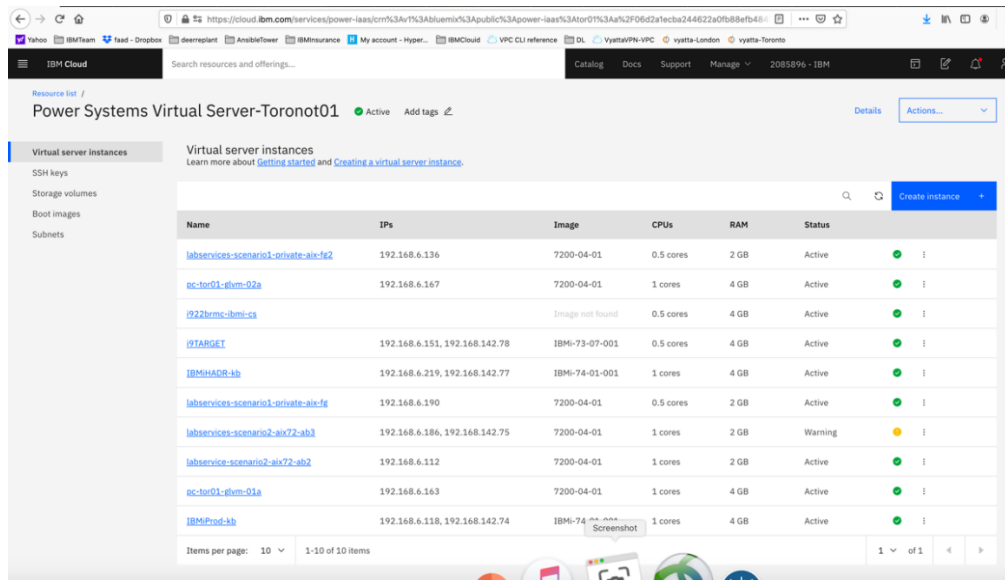 https://cloud.ibm.com/services/power-iaas/crn%3Av1%3Abluemix%3Apublic%3Apower-iaas%3Ator01%3Aa%2F06d2a1ecba244622a0fb88efb484
Yahoo IBMTeam faad - Dropbox deerreplant AnsibleTower IBMInsurance My account - Hyper... IBMClouid VPC CLI reference DL VyattaVPN-VPC vyatta-London vyatta-Toronto
IBM Cloud Search resources and offerings... Catalog Docs Support Manage 2085896 - IBM
Resource list /
Power Systems Virtual Server-Toronot01 Active Add tags Details Actions...
Virtual server instances
SSH keys
Storage volumes
Boot images
Subnets
Virtual server instances
Learn more about Getting started and Creating a virtual server instance.
Create instance +
Name IPs Image CPUs RAM Status
labservices-scenario1-private-aix-fg2 192.168.6.136 7200-04-01 0.5 cores 2 GB Active
pc-tor01-glvm-02a 192.168.6.167 7200-04-01 1 cores 4 GB Active
i922brmc-ibmi-cs Image not found 0.5 cores 4 GB Active
i9TARGET 192.168.6.151, 192.168.142.78 IBMi-73-07-001 0.5 cores 4 GB Active
IBMiHADR-kb 192.168.6.219, 192.168.142.77 IBMi-74-01-001 1 cores 4 GB Active
labservices-scenario1-private-aix-fg 192.168.6.190 7200-04-01 0.5 cores 2 GB Active
labservices-scenario2-aix72-ab3 192.168.6.186, 192.168.142.75 7200-04-01 1 cores 2 GB Warning
labservice-scenario2-aix72-ab2 192.168.6.112 7200-04-01 1 cores 2 GB Active
pc-tor01-glvm-01a 192.168.6.163 7200-04-01 1 cores 4 GB Active
IBMiProd-kb 192.168.6.118, 192.168.142.74 IBMi-74-01-001 1 cores 4 GB Active
Screenshot
Items per page: 10 1-10 of 10 items 1 of 1